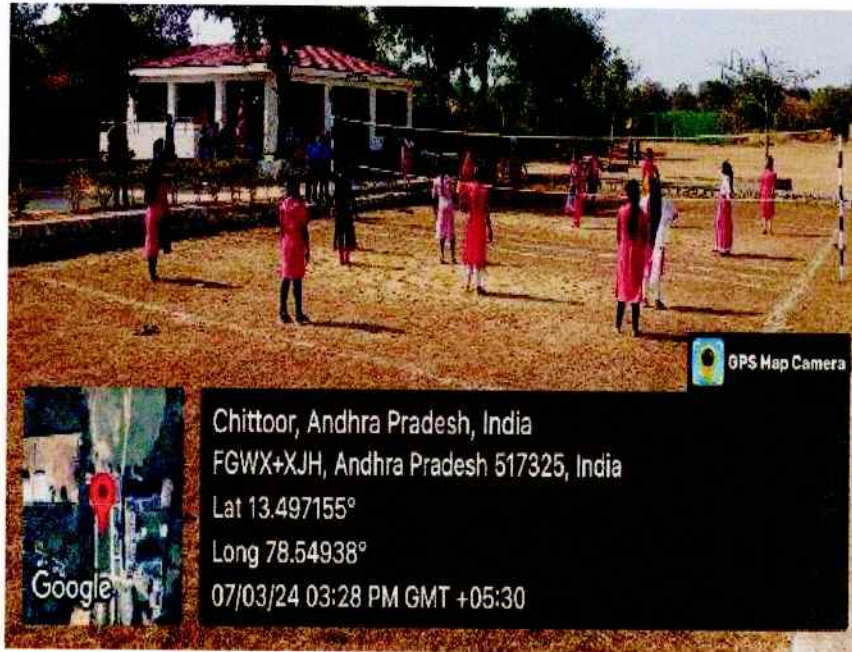 GPS Map Camera
Chittoor, Andhra Pradesh, India
FGWX+XJH, Andhra Pradesh 517325, India
Lat 13.497155°
Long 78.54938°
07/03/24 03:28 PM GMT +05:30
Google